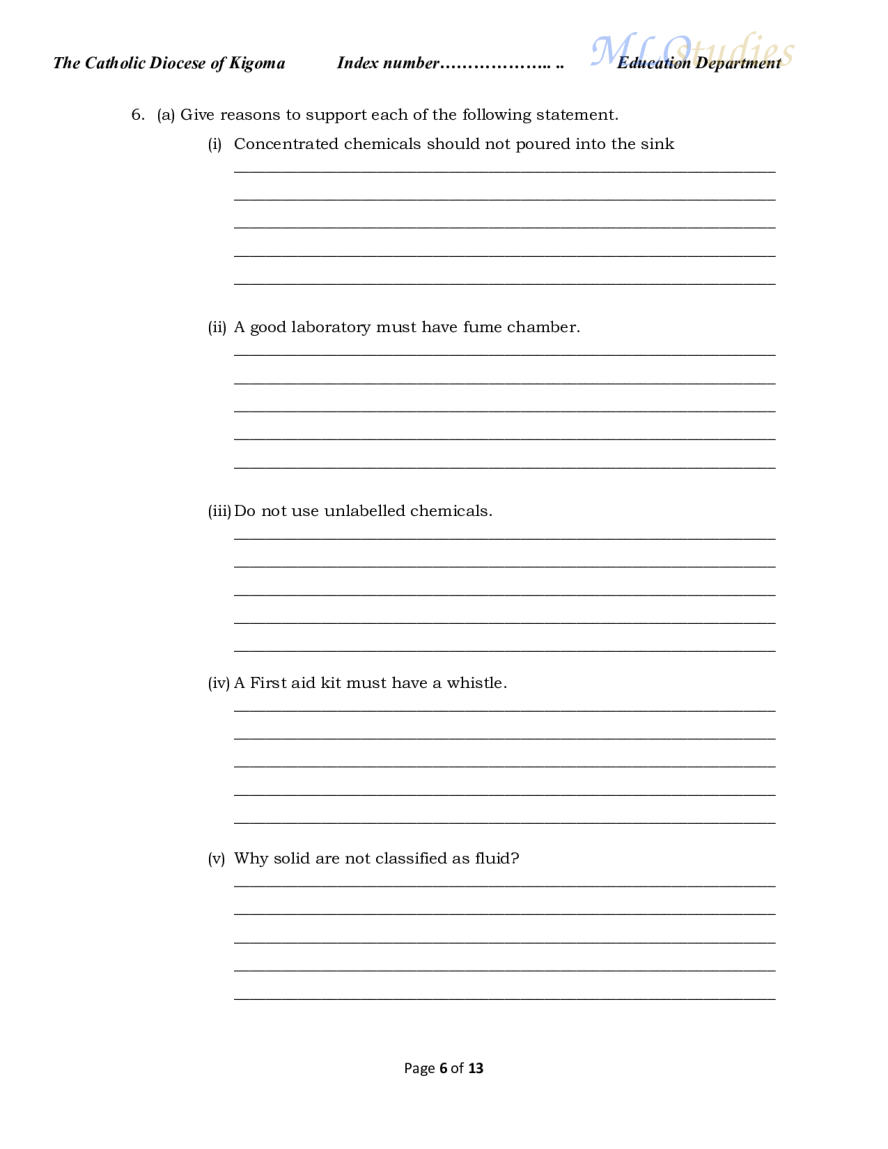 The Catholic Diocese of Kigoma Index number……………….. .. Education Department
ML Studies
6. (a) Give reasons to support each of the following statement.
(i) Concentrated chemicals should not poured into the sink
(ii) A good laboratory must have fume chamber.
(iii) Do not use unlabelled chemicals.
(iv) A First aid kit must have a whistle.
(v) Why solid are not classified as fluid?
Page 6 of 13